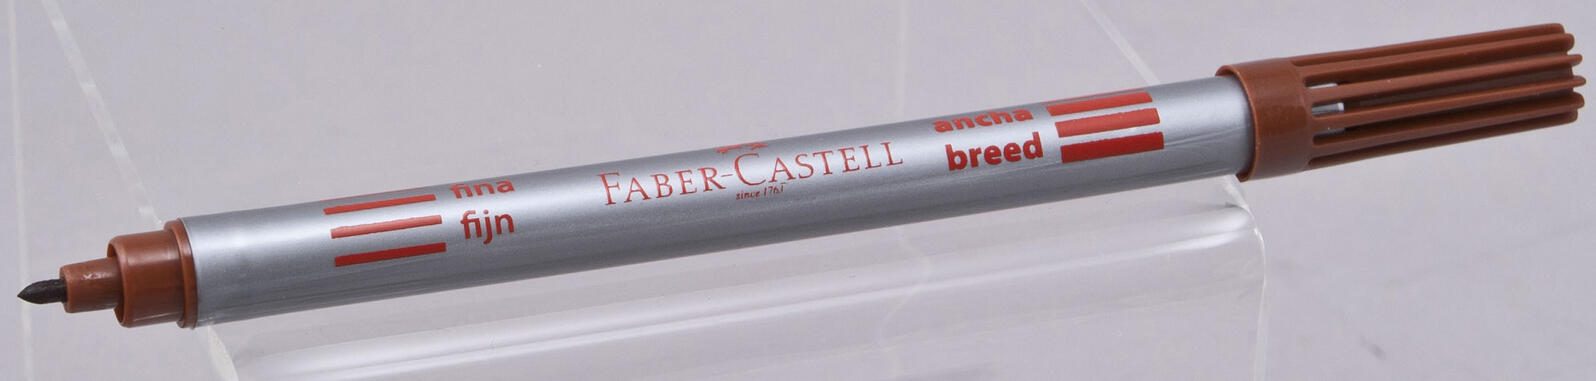 fina
fijn
FABER-CASTELL
since 1761
ancha
breed